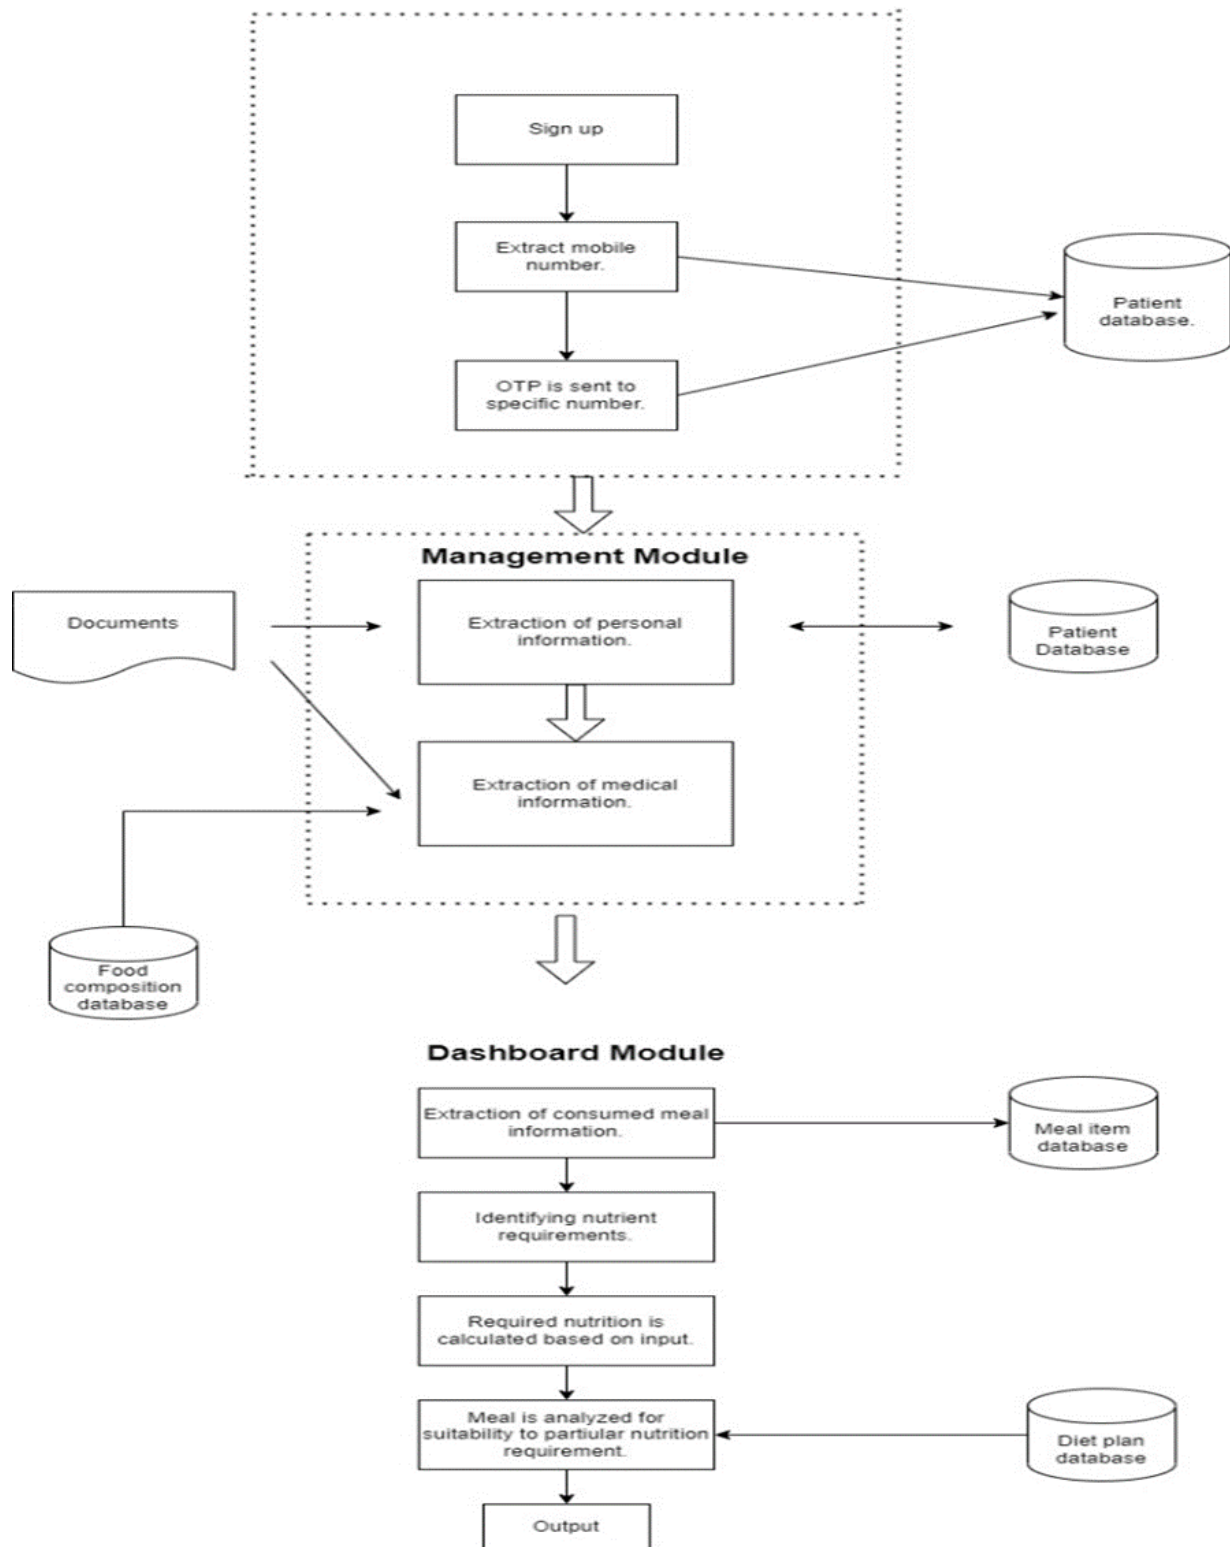 Sign up
Extract mobile
number.
Patient
database.
OTP is sent to
specific number.
Management Module
Documents
Extraction of personal
information.
Patient
Database
Extraction of medical
information.
Food
composition
database
Dashboard Module
Extraction of consumed meal
information.
Meal item
database
Identifying nutrient
requirements.
Required nutrition is
calculated based on input.
Meal is analyzed for
suitability to partiular nutrition
requirement.
Diet plan
database
Output